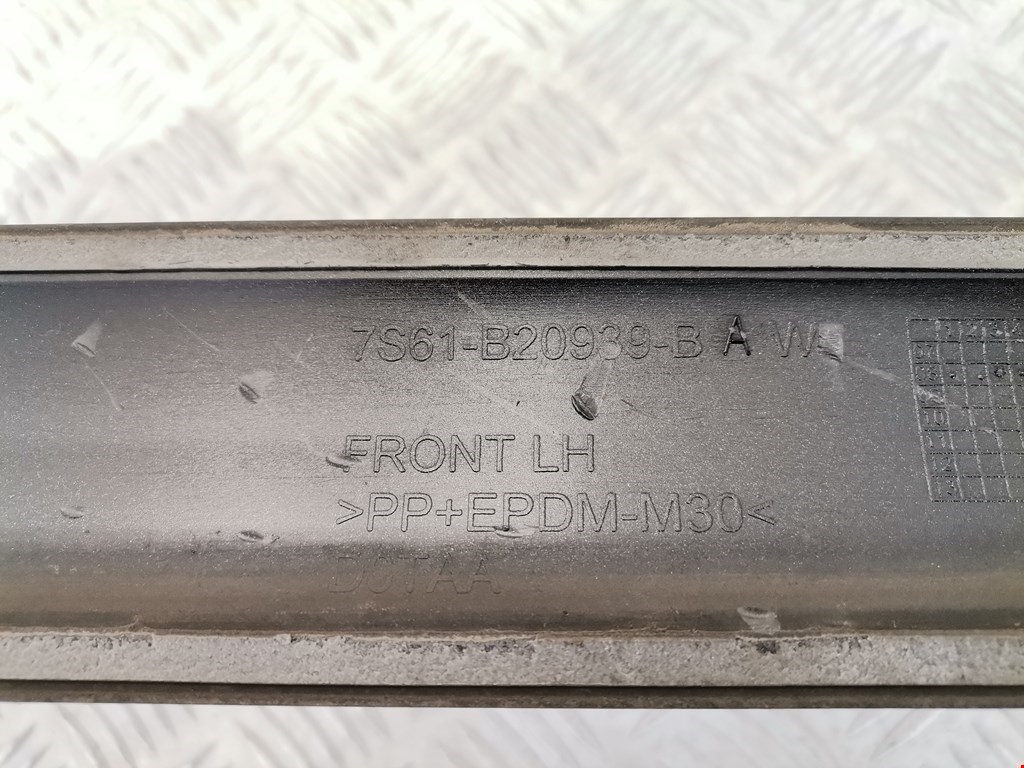 7S61-B20939-B A W
FRONT LH
>PP+EPDM-M30<